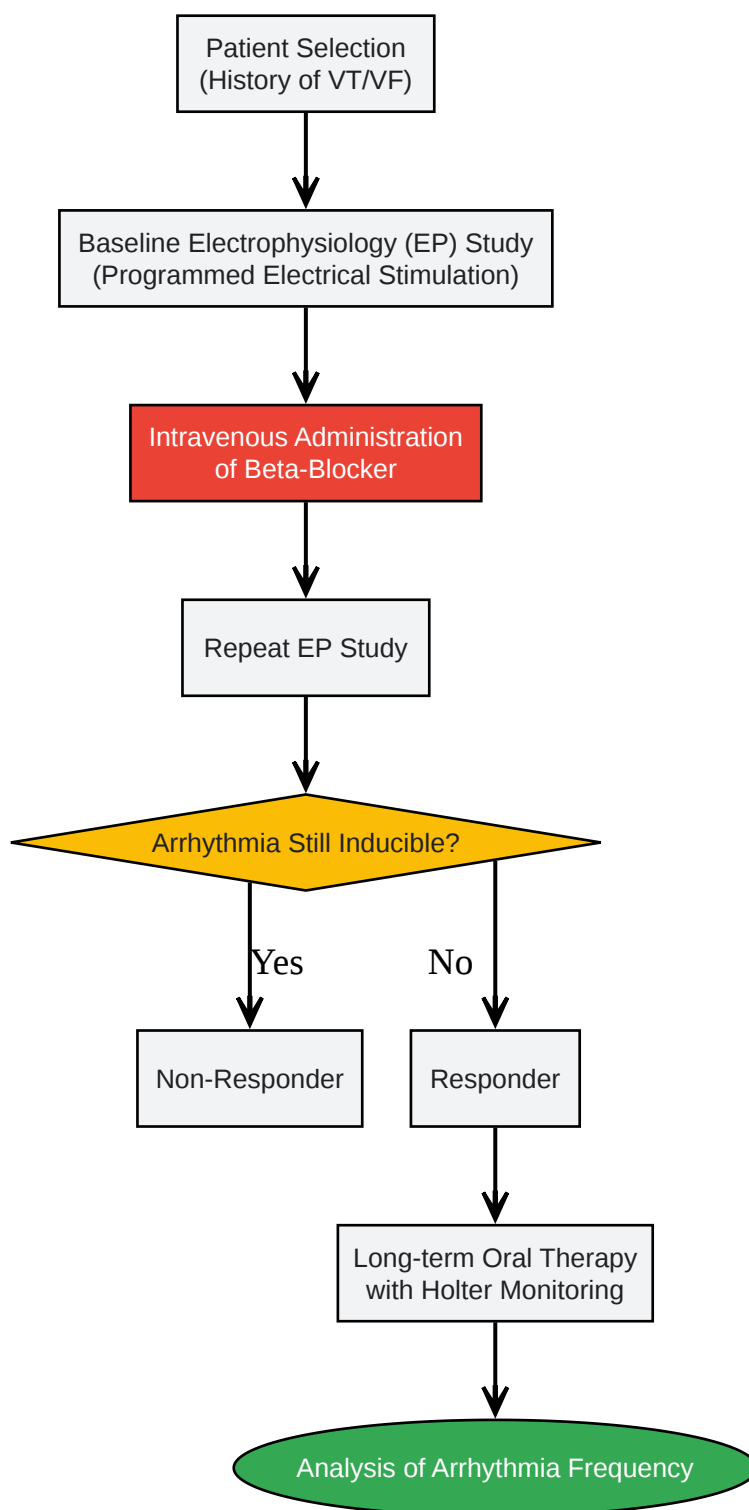 Patient Selection
(History of VT/VF)
Baseline Electrophysiology (EP) Study
(Programmed Electrical Stimulation)
Intravenous Administration
of Beta-Blocker
Repeat EP Study
Arrhythmia Still Inducible?
Yes
No
Non-Responder
Responder
Long-term Oral Therapy
with Holter Monitoring
Analysis of Arrhythmia Frequency